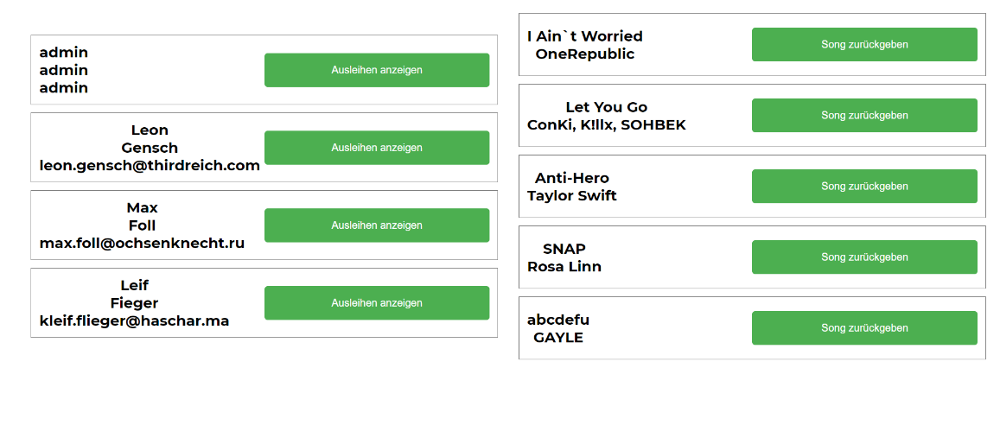 admin
admin
admin
Ausleihen anzeigen
Leon
Gensch
leon.gensch@thirdreich.com
Ausleihen anzeigen
Max
Foll
max.foll@ochsenknecht.ru
Ausleihen anzeigen
Leif
Fieger
kleif.flieger@haschar.ma
Ausleihen anzeigen
I Ain`t Worried
OneRepublic
Song zurückgeben
Let You Go
ConKi, K!llx, SOHBEK
Song zurückgeben
Anti-Hero
Taylor Swift
Song zurückgeben
SNAP
Rosa Linn
Song zurückgeben
abcdefu
GAYLE
Song zurückgeben